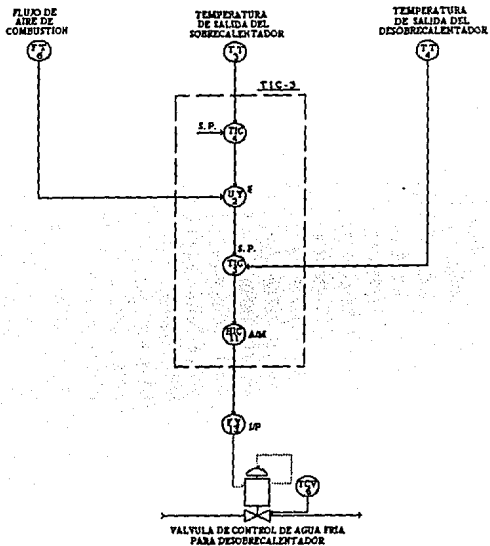 FLUJO DE
AIRE DE
COMBUSTION
TEMPERATURA
DE SALIDA DEL
SOBRECALENTADOR
TEMPERATURA
DE SALIDA DEL
DESOBRECALENTADOR
FT
6
TT
TT
4
TIC-3
S.P.
TIC
4
UY
2
S.P.
TIC
HIC
11
A/M
I/P
TCV
VALVULA DE CONTROL DE AGUA FRIA
PARA DESOBRECALENTADOR